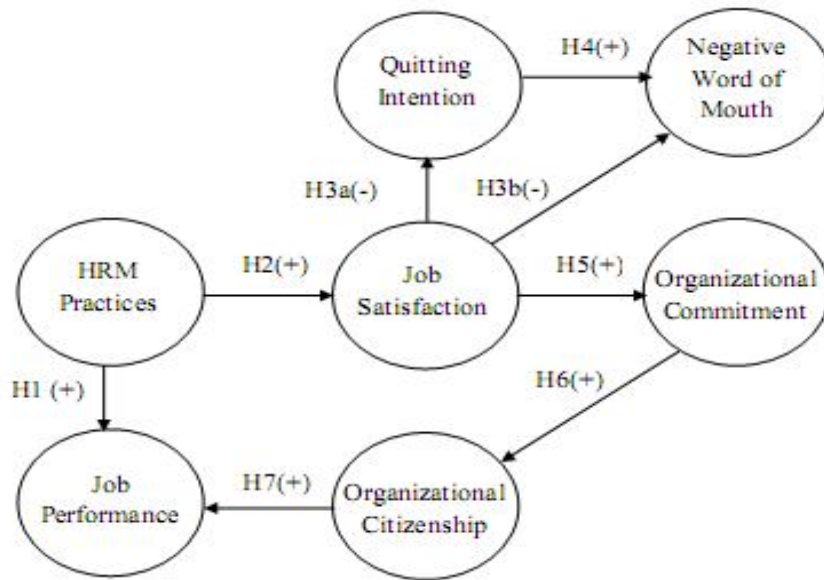 Quitting
Intention
H4(+)
Negative
Word of
Mouth
H3a(-)
H3b(-)
HRM
Practices
H2(+)
Job
Satisfaction
H5(+)
Organizational
Commitment
H1 (+)
H6(+)
Job
Performance
H7(+)
Organizational
Citizenship